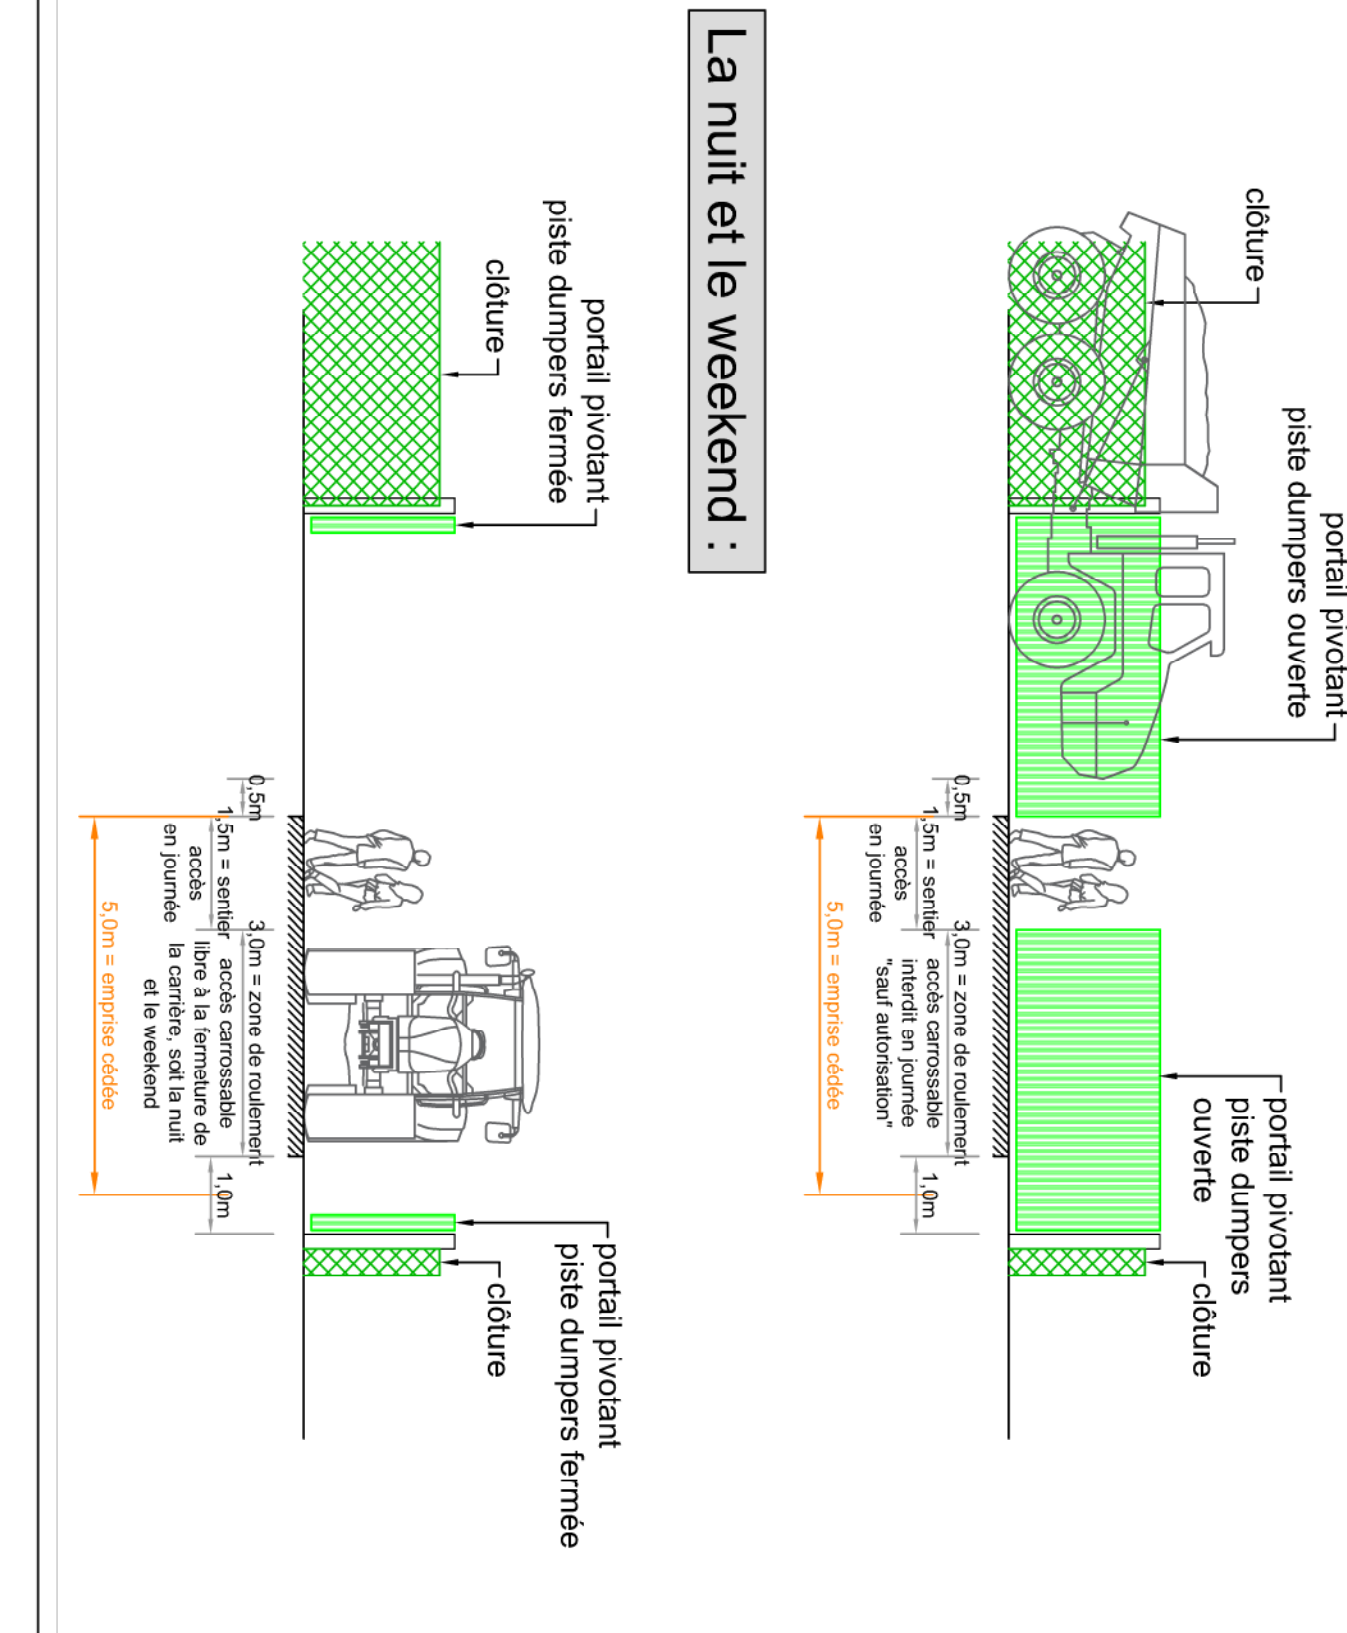 clôture
portail pivotant
piste dumpers ouverte
portail pivotant
piste dumpers
ouverte
clôture
0,5m
1,5m = sentier
accès
en journée
3,0m = zone de roulement
accès carrossable
interdit en journée
"sauf autorisation"
1,0m
5,0m = emprise cédée
La nuit et le weekend :
portail pivotant
piste dumpers fermée
clôture
portail pivotant
piste dumpers fermée
clôture
0,5m
1,5m = sentier
accès
en journée
3,0m = zone de roulement
accès carrossable
libre à la fermeture de
la carrière, soit la nuit
et le weekend
1,0m
5,0m = emprise cédée